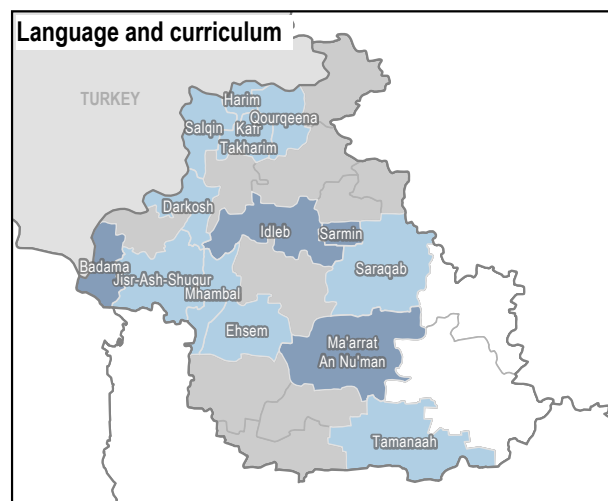 Language and curriculum
TURKEY
Harim
Qourqeena
Salqin
Kafr
Takharim
Darkosh
Idleb
Sarmin
Badama
Jisr-Ash-Shugur
Saraqab
Mhambal
Ehsem
Ma'arrat
An Nu'man
Tamanaah